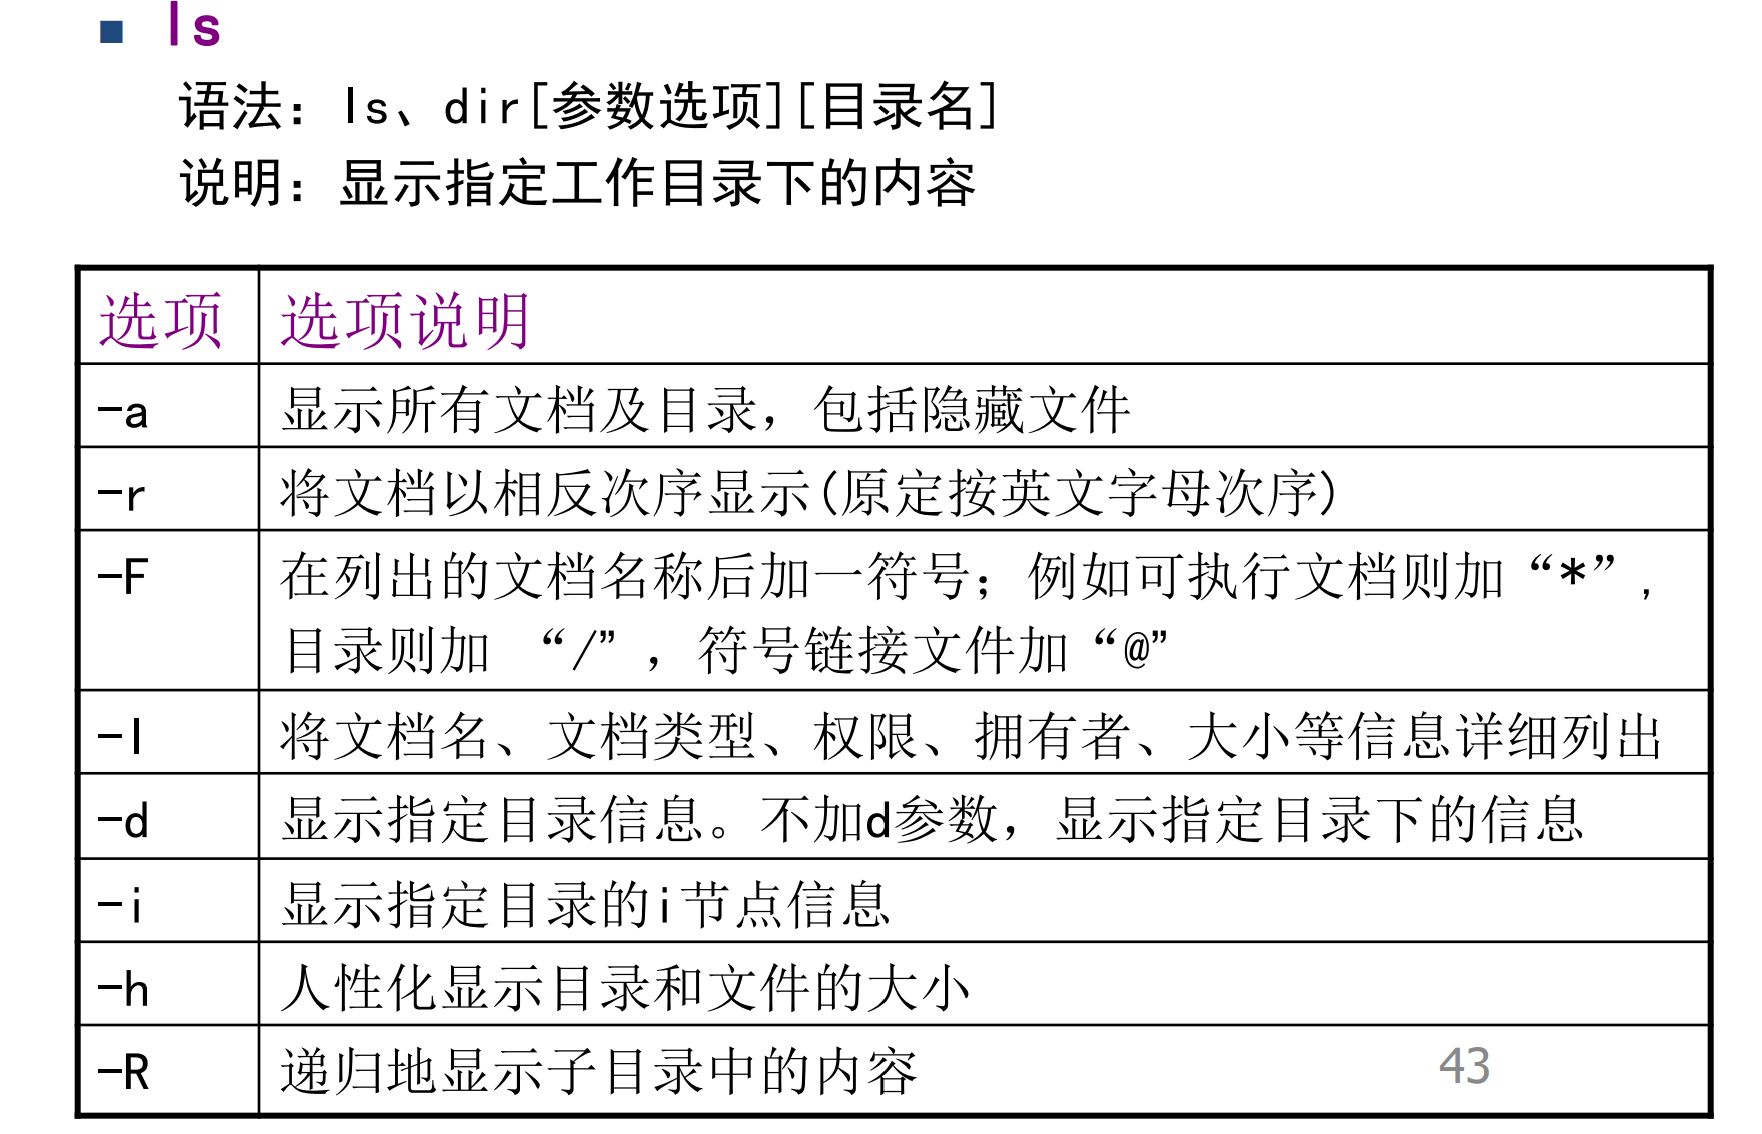 ■ ls
语法：ls、dir[参数选项][目录名]
说明：显示指定工作目录下的内容
选项 选项说明
-a 显示所有文档及目录，包括隐藏文件
-r 将文档以相反次序显示(原定按英文字母次序)
-F 在列出的文档名称后加一符号；例如可执行文档则加“*”,
目录则加 “/”，符号链接文件加“@”
-l 将文档名、文档类型、权限、拥有者、大小等信息详细列出
-d 显示指定目录信息。不加d参数，显示指定目录下的信息
-i 显示指定目录的i节点信息
-h 人性化显示目录和文件的大小
-R 递归地显示子目录中的内容
43